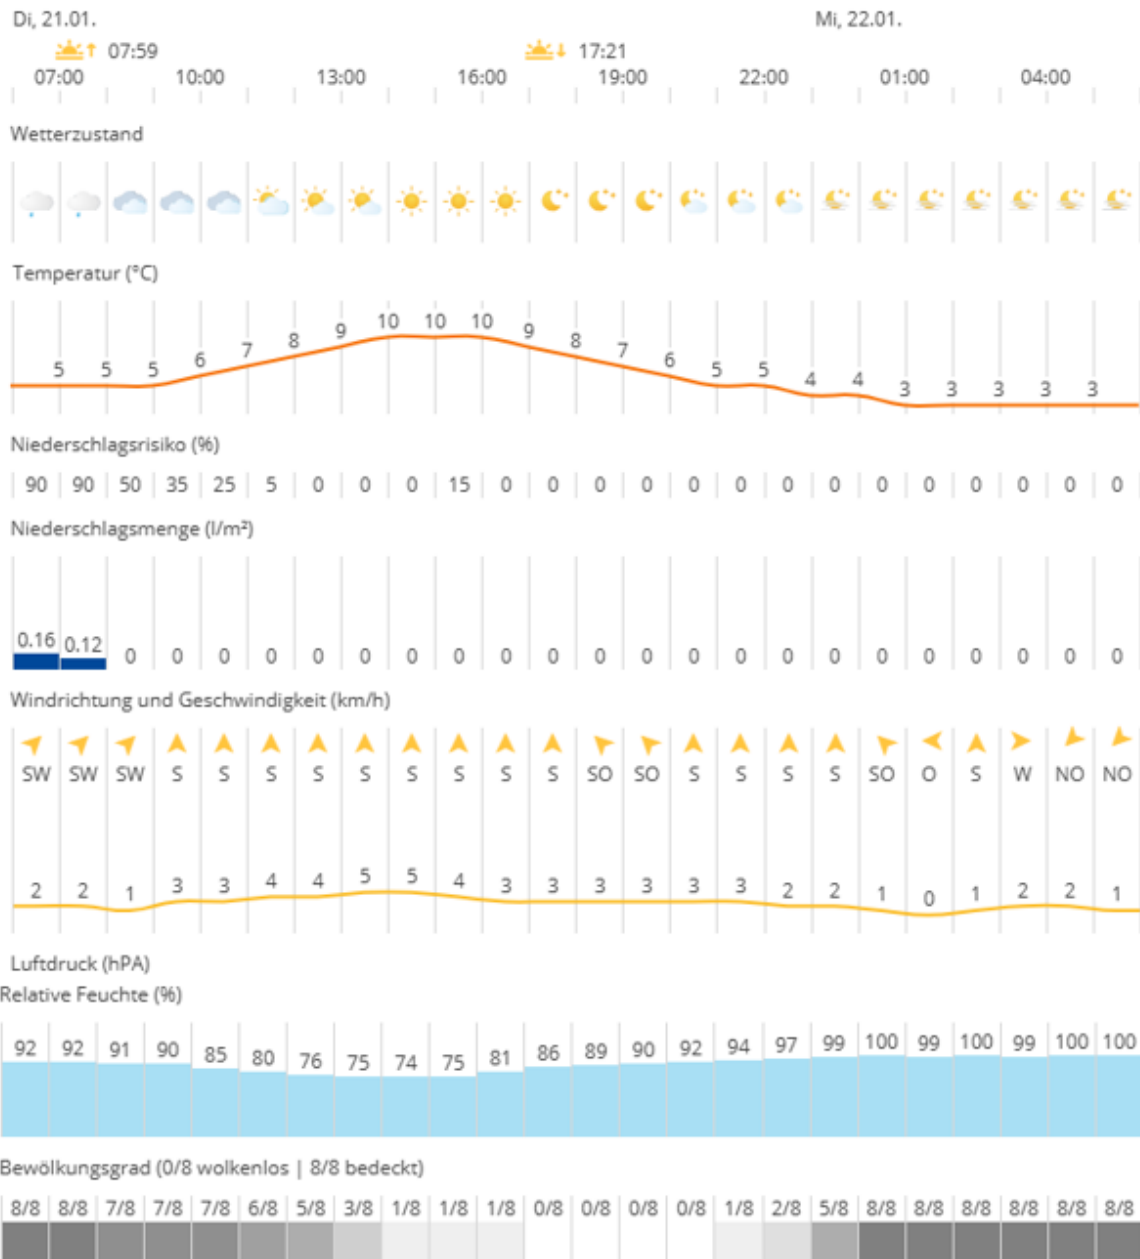 Di, 21.01. Mi, 22.01.
07:59 17:21
07:00 10:00 13:00 16:00 19:00 22:00 01:00 04:00
Wetterzustand
Temperatur (°C)
5 5 5 6 7 8 9 10 10 10 9 8 7 6 5 5 4 4 3 3 3 3 3
Niederschlagsrisiko (%)
90 90 50 35 25 5 0 0 0 15 0 0 0 0 0 0 0 0 0 0 0 0 0 0
Niederschlagsmenge (l/m²)
0.16 0.12 0 0 0 0 0 0 0 0 0 0 0 0 0 0 0 0 0 0 0 0 0 0
Windrichtung und Geschwindigkeit (km/h)
SW SW SW S S S S S S S S S SO SO S S S S SO O S W NO NO
2 2 1 3 3 4 4 5 5 4 3 3 3 3 3 3 2 2 1 0 1 2 2 1
Luftdruck (hPA)
Relative Feuchte (%)
92 92 91 90 85 80 76 75 74 75 81 86 89 90 92 94 97 99 100 99 100 99 100 100
Bewölkungsgrad (0/8 wolkenlos | 8/8 bedeckt)
8/8 8/8 7/8 7/8 7/8 6/8 5/8 3/8 1/8 1/8 1/8 0/8 0/8 0/8 0/8 1/8 2/8 5/8 8/8 8/8 8/8 8/8 8/8 8/8